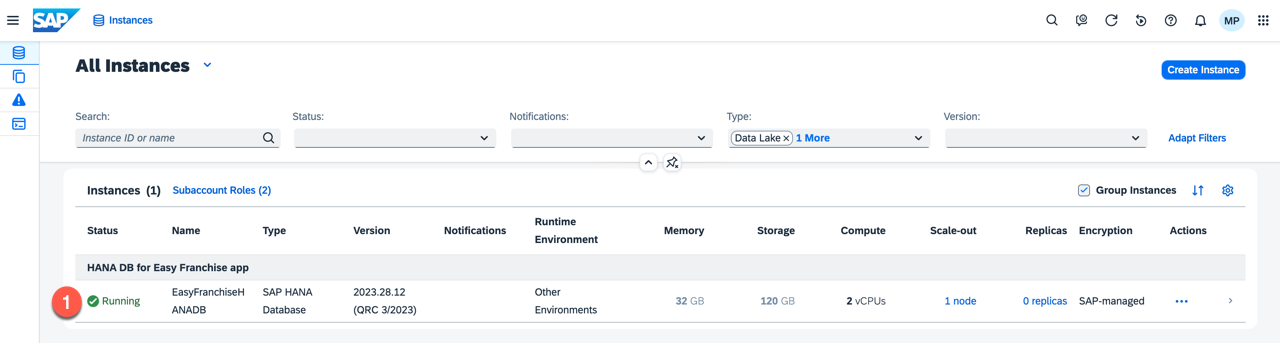 SAP Instances MP
All Instances
Create Instance
Search: Status: Notifications: Type: Version:
Instance ID or name Data Lake 1 More Adapt Filters
Instances (1) Subaccount Roles (2) Group Instances
Status Name Type Version Notifications Runtime Environment Memory Storage Compute Scale-out Replicas Encryption Actions
HANA DB for Easy Franchise app
1 Running EasyFranchiseHANADB SAP HANA Database 2023.28.12 (QRC 3/2023) Other Environments 32 GB 120 GB 2 vCPUs 1 node 0 replicas SAP-managed